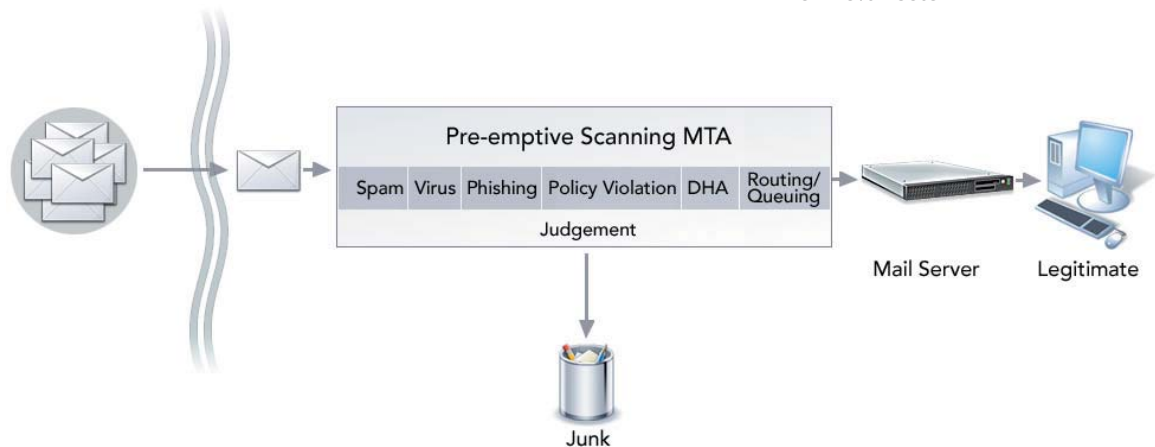 Pre-emptive Scanning MTA
Spam Virus Phishing Policy Violation DHA Routing/
Queuing
Judgement
Mail Server Legitimate
Junk